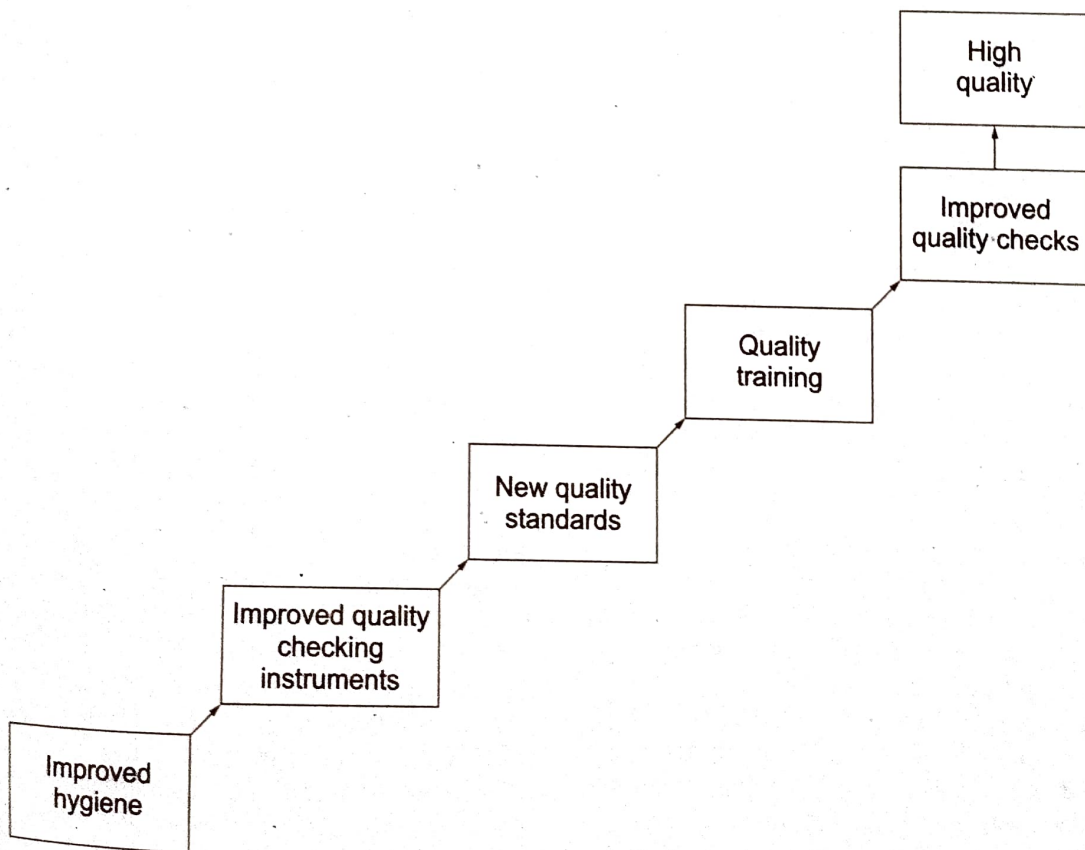 High
quality
Improved
quality checks
Quality
training
New quality
standards
Improved quality
checking
instruments
Improved
hygiene